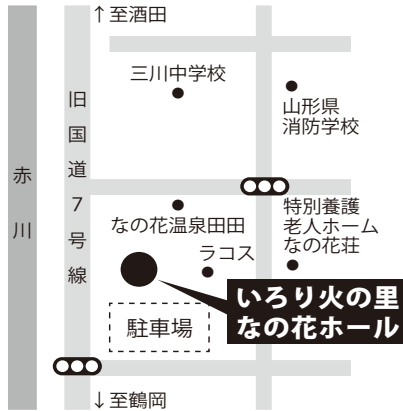 ↑至酒田
三川中学校
山形県
消防学校
旧国道7号線
赤川
なの花温泉田田
特別養護
老人ホーム
なの花荘
ラコス
いろり火の里
なの花ホール
駐車場
↓至鶴岡